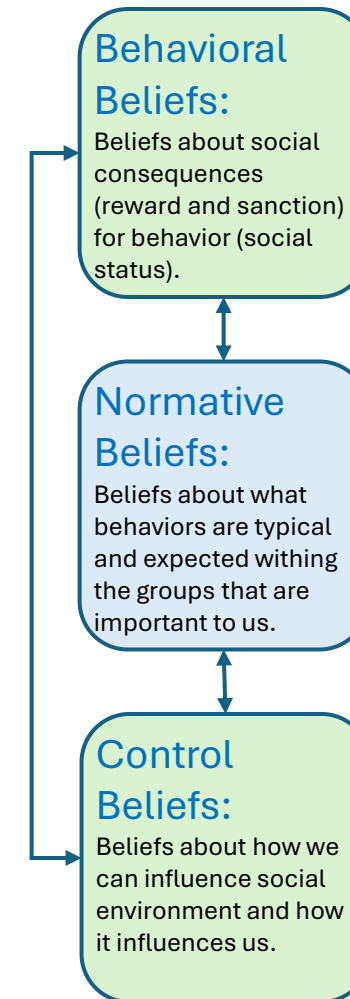 Behavioral
Beliefs:
Beliefs about social
consequences
(reward and sanction)
for behavior (social
status).
Normative
Beliefs:
Beliefs about what
behaviors are typical
and expected withing
the groups that are
important to us.
Control
Beliefs:
Beliefs about how we
can influence social
environment and how
it influences us.